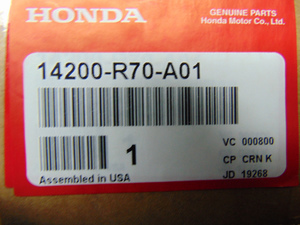 HONDA
GENUINE PARTS
Honda Motor Co., Ltd.
14200-R70-A01
1
VC 000800
CP CRN K
Assembled in USA
JD 19268